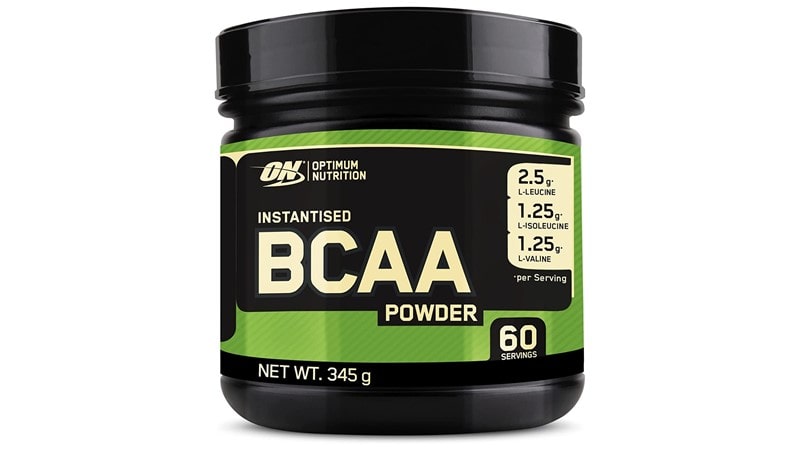 ON
OPTIMUM
NUTRITION
INSTANTISED
BCAA
POWDER
2.5 g*
L-LEUCINE
1.25g*
L-ISOLEUCINE
1.25g*
L-VALINE
*per Serving
60
SERVINGS
NET WT. 345 g